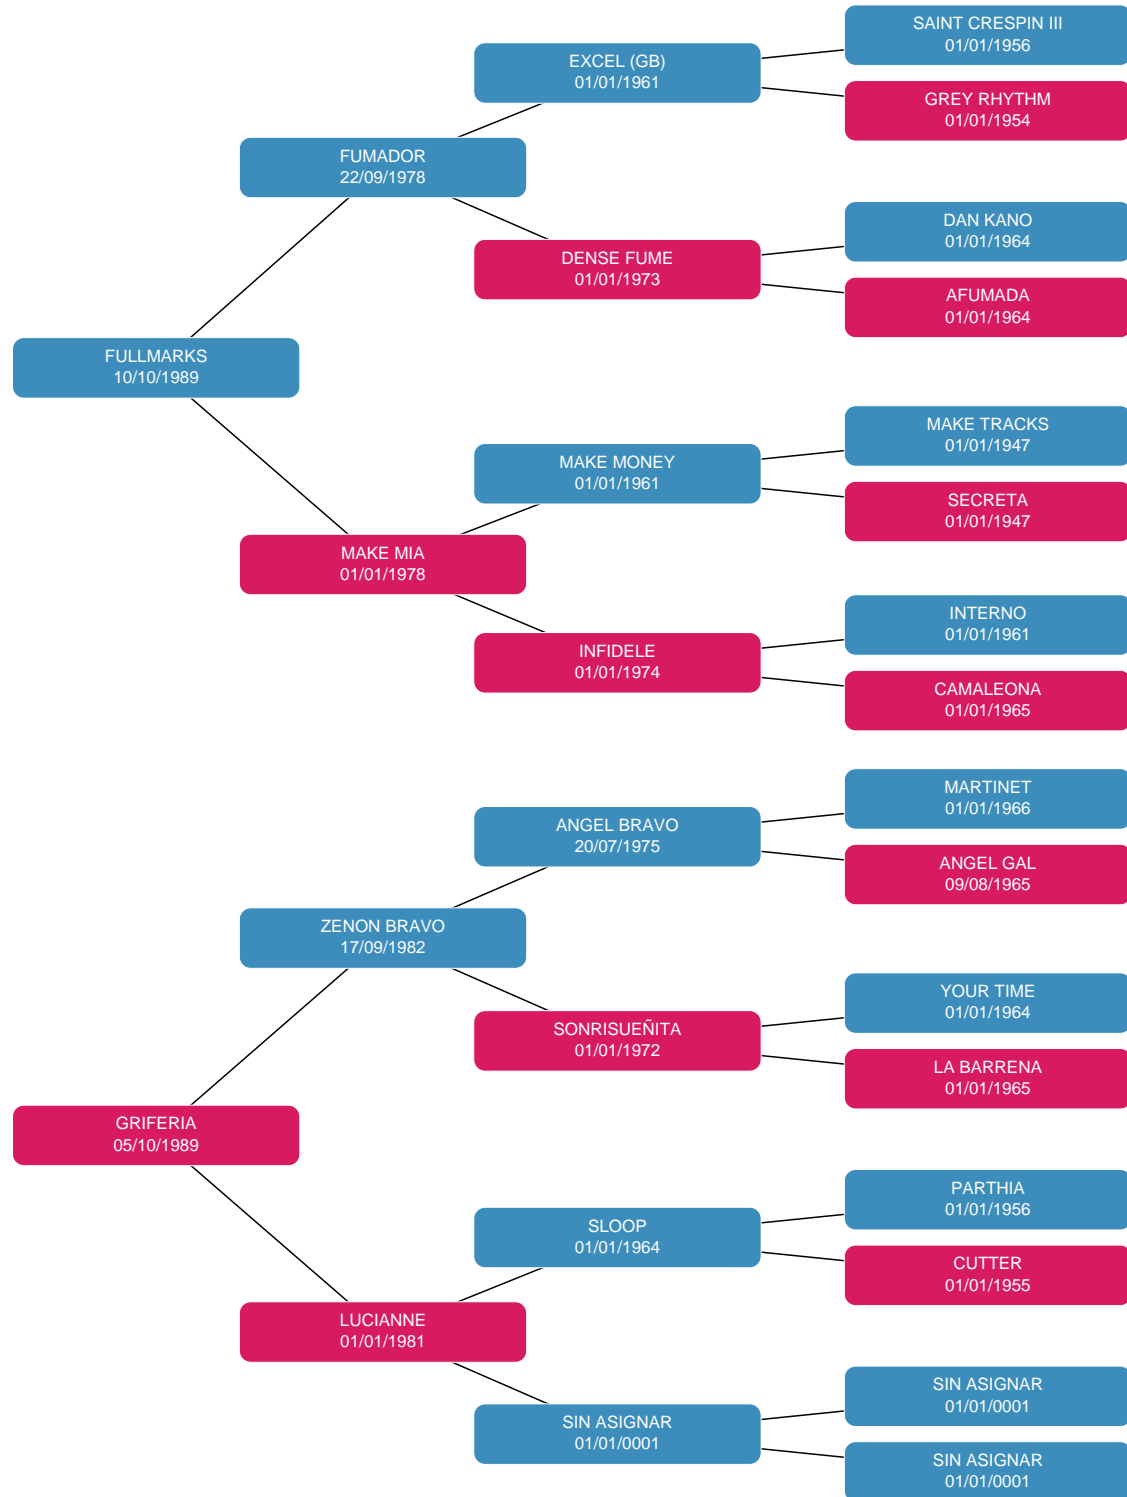 SAINT CRESPIN III
01/01/1956
EXCEL (GB)
01/01/1961
GREY RHYTHM
01/01/1954
FUMADOR
22/09/1978
DAN KANO
01/01/1964
DENSE FUME
01/01/1973
AFUMADA
01/01/1964
FULLMARKS
10/10/1989
MAKE TRACKS
01/01/1947
MAKE MONEY
01/01/1961
SECRETA
01/01/1947
MAKE MIA
01/01/1978
INTERNO
01/01/1961
INFIDELE
01/01/1974
CAMALEONA
01/01/1965
MARTINET
01/01/1966
ANGEL BRAVO
20/07/1975
ANGEL GAL
09/08/1965
ZENON BRAVO
17/09/1982
YOUR TIME
01/01/1964
SONRISUEÑITA
01/01/1972
LA BARRENA
01/01/1965
GRIFERIA
05/10/1989
PARTHIA
01/01/1956
SLOOP
01/01/1964
CUTTER
01/01/1955
LUCIANNE
01/01/1981
SIN ASIGNAR
01/01/0001
SIN ASIGNAR
01/01/0001
SIN ASIGNAR
01/01/0001